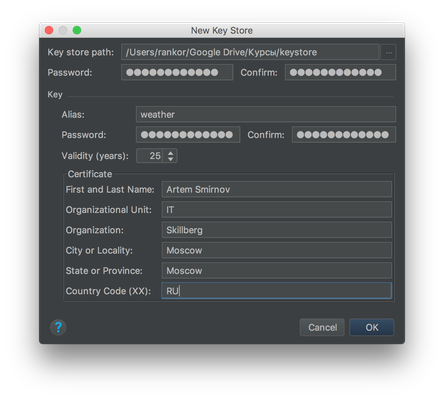 New Key Store
Key store path: /Users/rankor/Google Drive/Курсы/keystore ...
Password: ●●●●●●●●●●●● Confirm: ●●●●●●●●●●●●
Key
Alias: weather
Password: ●●●●●●●●●●●● Confirm: ●●●●●●●●●●●●
Validity (years): 25
Certificate
First and Last Name: Artem Smirnov
Organizational Unit: IT
Organization: Skillberg
City or Locality: Moscow
State or Province: Moscow
Country Code (XX): RU
? Cancel OK